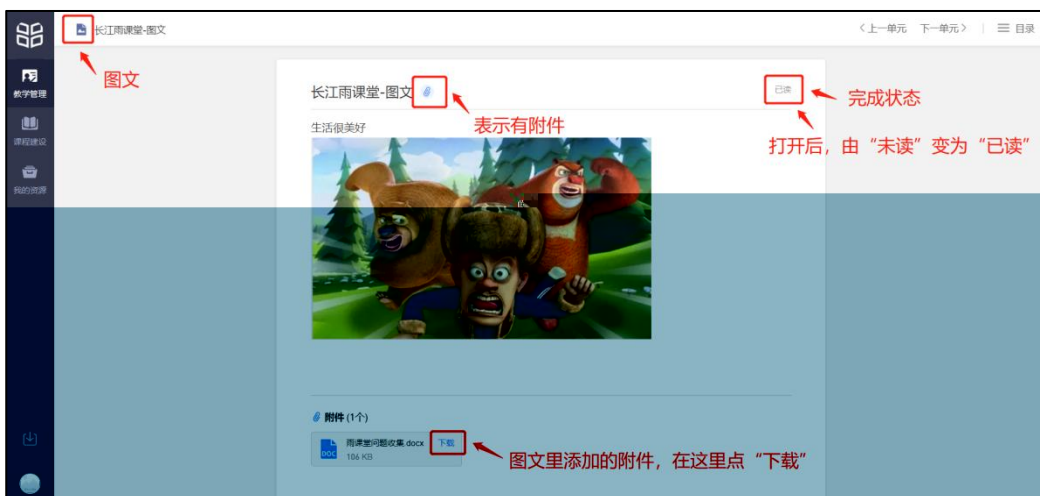 长江雨课堂-图文
上一单元 下一单元
目录
图文
教学管理
课程建设
我的资源
长江雨课堂-图文
已读
完成状态
表示有附件
打开后，由“未读”变为“已读”
生活很美好
附件(1个)
雨课堂问题收集.docx
下载
DOC
106 KB
图文里添加的附件，在这里点“下载”